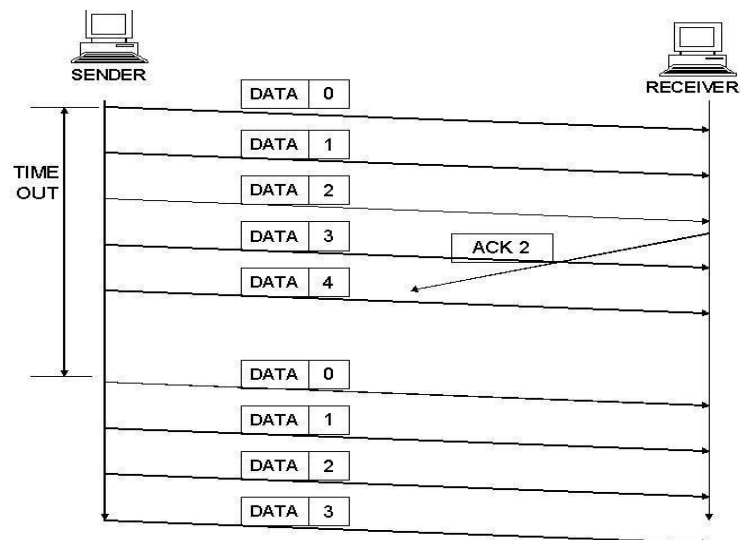 SENDER
RECEIVER
DATA 0
DATA 1
TIME
OUT
DATA 2
DATA 3
ACK 2
DATA 4
DATA 0
DATA 1
DATA 2
DATA 3